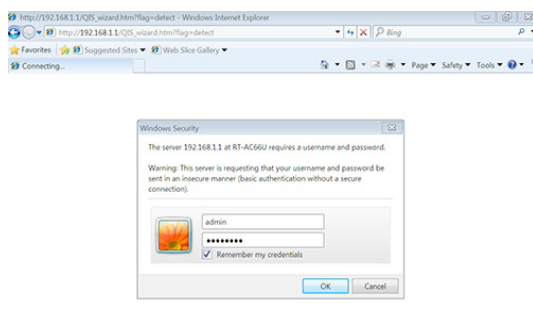 http://192.168.1.1/QIS_wizard.htm?flag=detect - Windows Internet Explorer
http://192.168.1.1/QIS_wizard.htm?flag=detect
Bing
Favorites Suggested Sites Web Slice Gallery
Connecting...
Page Safety Tools
Windows Security
The server 192.168.1.1 at RT-AC66U requires a username and password.
Warning: This server is requesting that your username and password be
sent in an insecure manner (basic authentication without a secure
connection).
admin
••••••••
Remember my credentials
OK Cancel